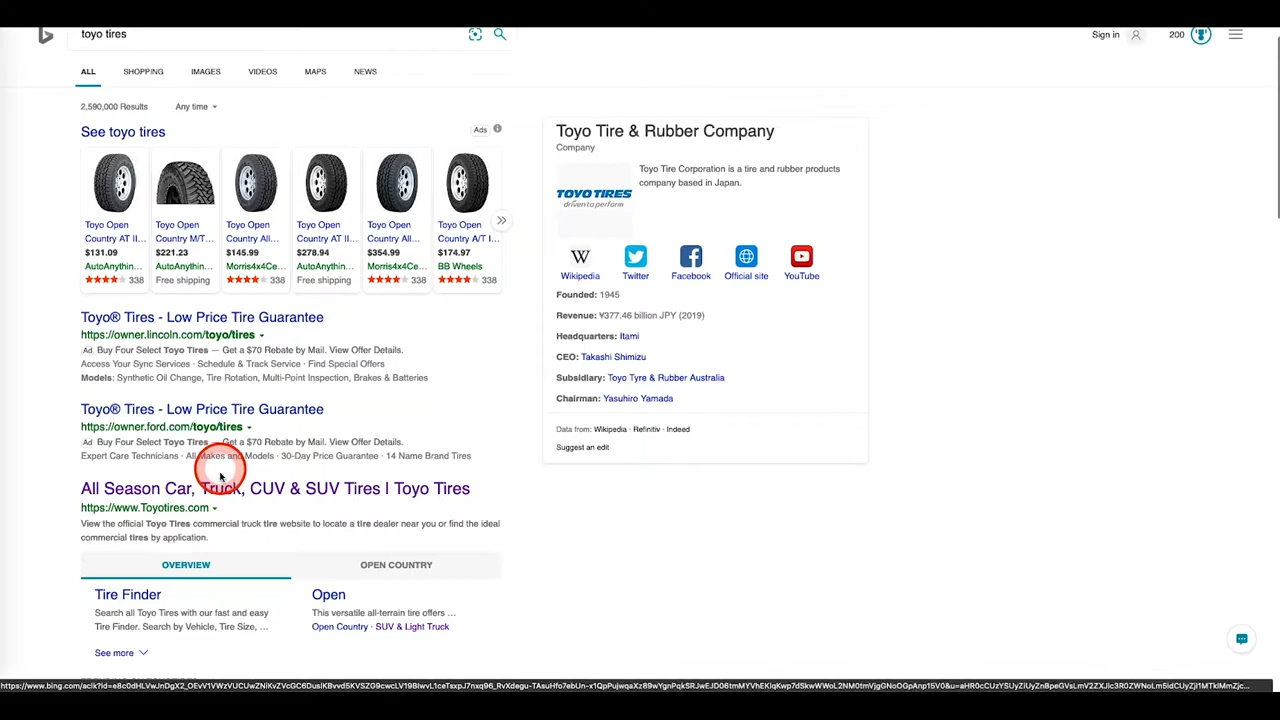 toyo tires
Sign in
200
ALL SHOPPING IMAGES VIDEOS MAPS NEWS
2,590,000 Results Any time
See toyo tires
Ads
Toyo Open Country AT II...
$131.09
AutoAnythin...
338
Toyo Open Country M/T...
$221.23
AutoAnythin...
Free shipping
Toyo Open Country All...
$145.99
Morris4x4Ce...
338
Toyo Open Country AT II...
$278.94
AutoAnythin...
Free shipping
Toyo Open Country All...
$354.99
Morris4x4Ce...
338
Toyo Open Country A/T I...
$174.97
BB Wheels
338
Toyo® Tires - Low Price Tire Guarantee
https://owner.lincoln.com/toyo/tires
Ad Buy Four Select Toyo Tires — Get a $70 Rebate by Mail. View Offer Details.
Access Your Sync Services · Schedule & Track Service · Find Special Offers
Models: Synthetic Oil Change, Tire Rotation, Multi-Point Inspection, Brakes & Batteries
Toyo® Tires - Low Price Tire Guarantee
https://owner.ford.com/toyo/tires
Ad Buy Four Select Toyo Tires — Get a $70 Rebate by Mail. View Offer Details.
Expert Care Technicians · All Makes and Models · 30-Day Price Guarantee · 14 Name Brand Tires
All Season Car, Truck, CUV & SUV Tires | Toyo Tires
https://www.Toyotires.com
View the official Toyo Tires commercial truck tire website to locate a tire dealer near you or find the ideal
commercial tires by application.
OVERVIEW OPEN COUNTRY
Tire Finder
Search all Toyo Tires with our fast and easy
Tire Finder. Search by Vehicle, Tire Size, ...
Open
This versatile all-terrain tire offers ...
Open Country · SUV & Light Truck
See more
Toyo Tire & Rubber Company
Company
TOYO TIRES
driven to perform
Toyo Tire Corporation is a tire and rubber products
company based in Japan.
W
Wikipedia Twitter Facebook Official site YouTube
Founded: 1945
Revenue: ¥377.46 billion JPY (2019)
Headquarters: Itami
CEO: Takashi Shimizu
Subsidiary: Toyo Tyre & Rubber Australia
Chairman: Yasuhiro Yamada
Data from: Wikipedia · Refinitiv · Indeed
Suggest an edit